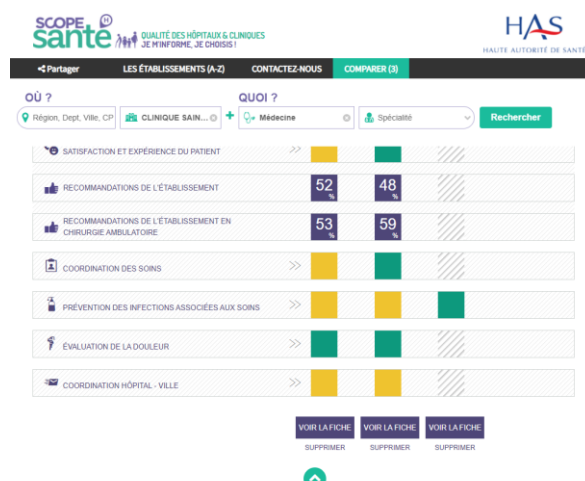 SCOPE
santé
QUALITÉ DES HÔPITAUX & CLINIQUES
JE M'INFORME, JE CHOISIS !
HAS
HAUTE AUTORITÉ DE SANTÉ
Partager LES ÉTABLISSEMENTS (A-Z) CONTACTEZ-NOUS COMPARER (3)
OÙ ? QUOI ?
Région, Dept, Ville, CP CLINIQUE SAIN... + Médecine Spécialité Rechercher
SATISFACTION ET EXPÉRIENCE DU PATIENT
RECOMMANDATIONS DE L'ÉTABLISSEMENT 52 % 48 %
RECOMMANDATIONS DE L'ÉTABLISSEMENT EN
CHIRURGIE AMBULATOIRE 53 % 59 %
COORDINATION DES SOINS
PRÉVENTION DES INFECTIONS ASSOCIÉES AUX SOINS
ÉVALUATION DE LA DOULEUR
COORDINATION HÔPITAL - VILLE
VOIR LA FICHE VOIR LA FICHE VOIR LA FICHE
SUPPRIMER SUPPRIMER SUPPRIMER